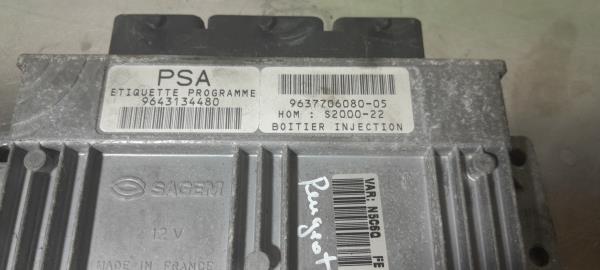 PSA
ETIQUETTE PROGRAMME
9643134480
9637706080-05
HOM : S2000-22
BOITIER INJECTION
SAGEM
12 V
MADE IN FRANCE
VAR: N5C6Q FE
Peugeot